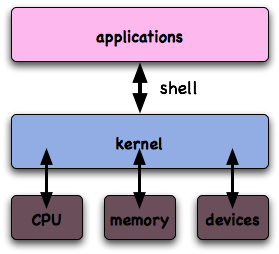 applications
shell
kernel
CPU
memory
devices